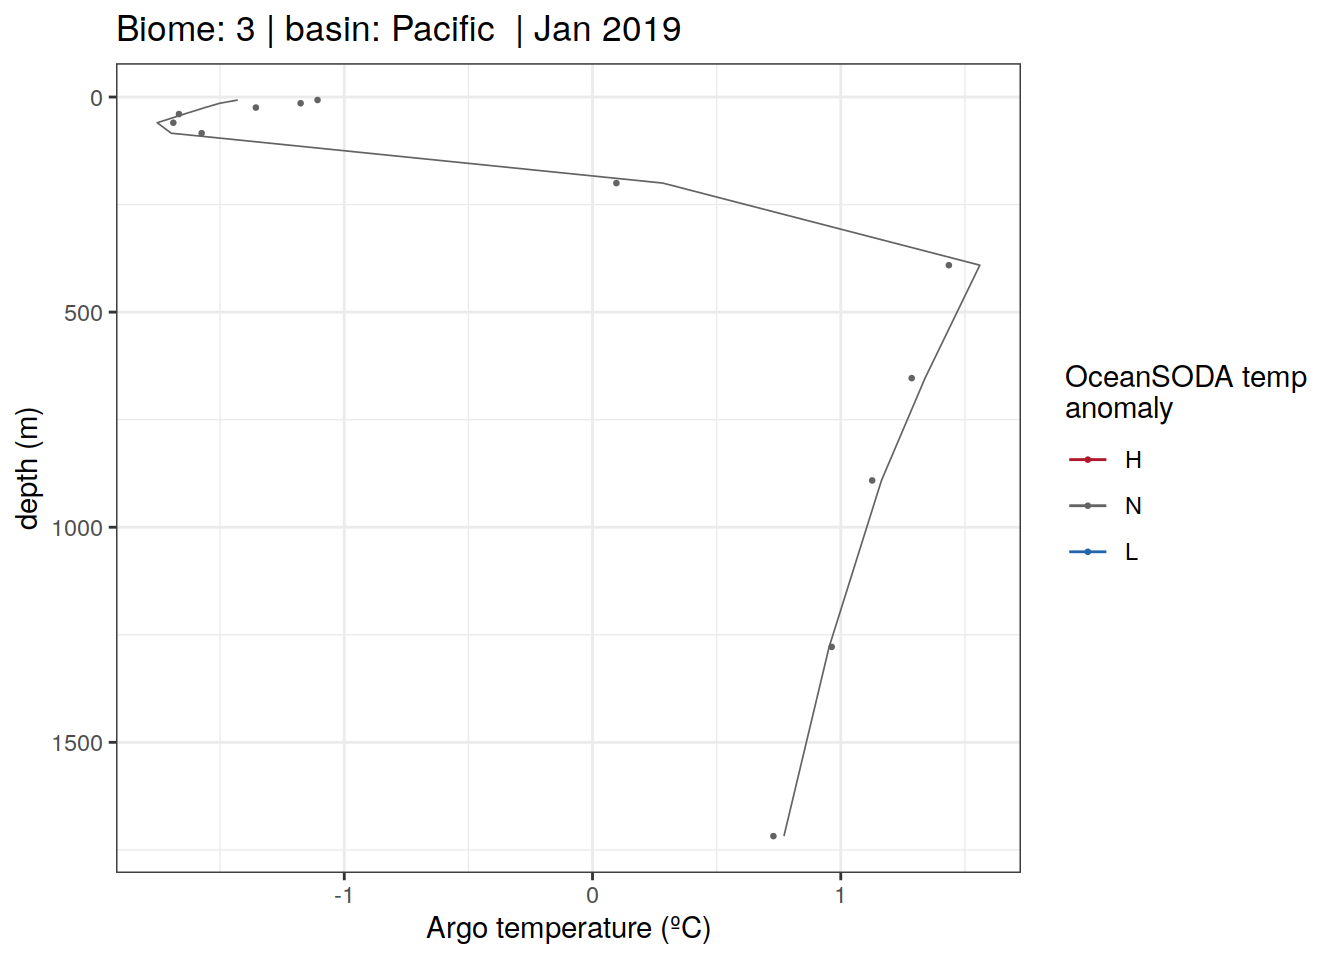 Biome: 3 | basin: Pacific  | Jan 2019
0
500
1000
1500
depth (m)
-1
0
1
Argo temperature (ºC)
OceanSODA temp
anomaly
H
N
L